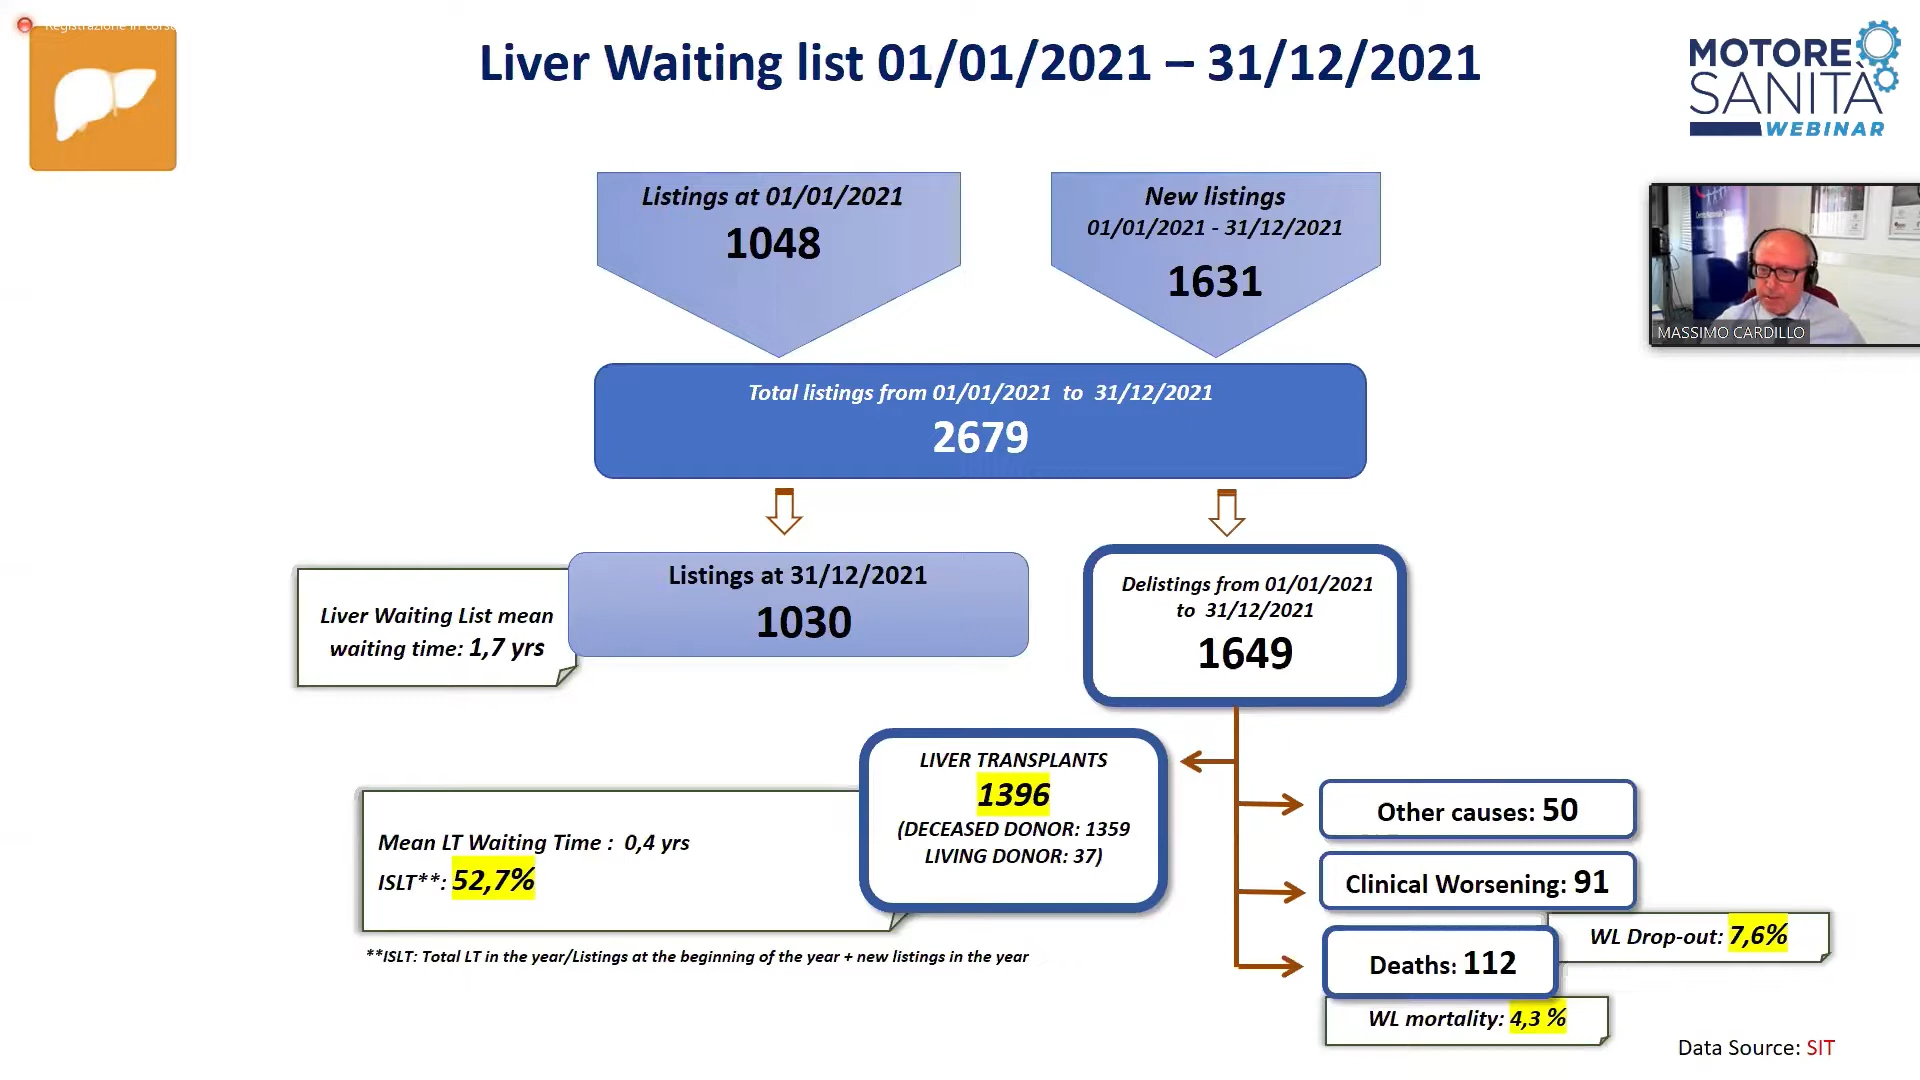 Registrazione in corso
Liver Waiting list 01/01/2021 – 31/12/2021
MOTORE
SANITÀ
WEBINAR
Listings at 01/01/2021
1048
New listings
01/01/2021 - 31/12/2021
1631
MASSIMO CARDILLO
Total listings from 01/01/2021 to 31/12/2021
2679
Listings at 31/12/2021
1030
Liver Waiting List mean
waiting time: 1,7 yrs
Delistings from 01/01/2021
to 31/12/2021
1649
LIVER TRANSPLANTS
1396
(DECEASED DONOR: 1359
LIVING DONOR: 37)
Mean LT Waiting Time : 0,4 yrs
ISLT**: 52,7%
**ISLT: Total LT in the year/Listings at the beginning of the year + new listings in the year
Other causes: 50
Clinical Worsening: 91
WL Drop-out: 7,6%
Deaths: 112
WL mortality: 4,3 %
Data Source: SIT